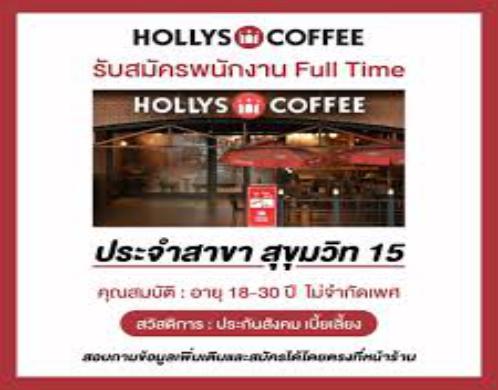 HOLLYS COFFEE
รับสมัครพนักงาน Full Time
HOLLYS COFFEE
ประจำสาขา สุขุมวิท 15
คุณสมบัติ : อายุ 18-30 ปี ไม่จำกัดเพศ
สวัสดิการ : ประกันสังคม เบี้ยเลี้ยง
สอบถามข้อมูลเพิ่มเติมและสมัครได้โดยตรงที่หน้าร้าน